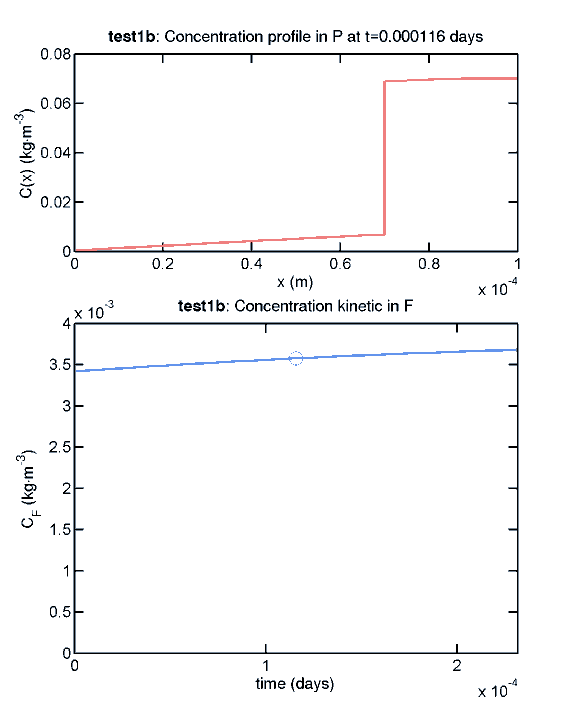 test1b: Concentration profile in P at t=0.000116 days
0.08
0.06
0.04
0.02
0
C(x) (kg·m⁻³)
0 0.2 0.4 0.6 0.8 1
x (m)
x 10⁻⁴
x 10⁻³
test1b: Concentration kinetic in F
4
3.5
3
2.5
2
1.5
1
0.5
0
C_F (kg·m⁻³)
0 1 2
time (days)
x 10⁻⁴